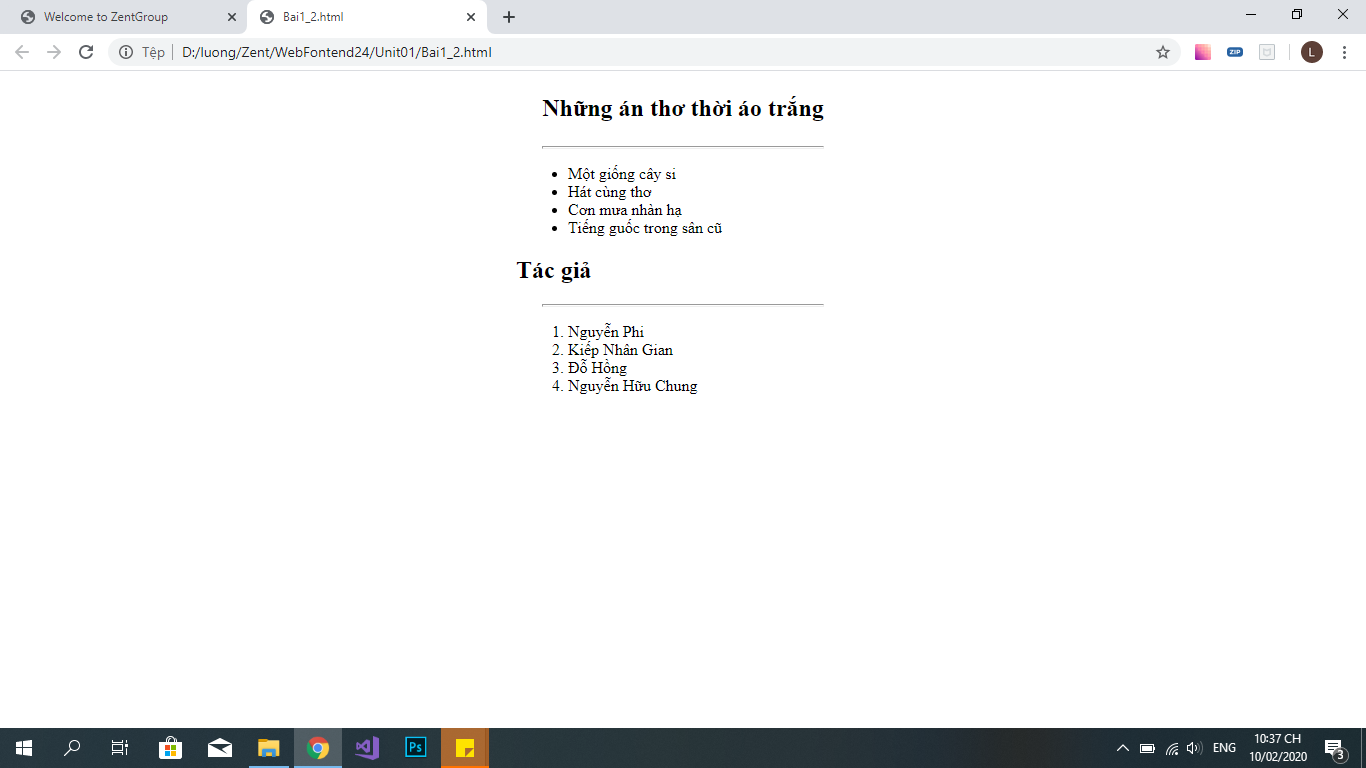 Welcome to ZentGroup
Bai1_2.html
Tệp
D:/luong/Zent/WebFontend24/Unit01/Bai1_2.html
ZIP
L
Những án thơ thời áo trắng
Một giống cây si
Hát cùng thơ
Cơn mưa nhàn hạ
Tiếng guốc trong sân cũ
Tác giả
1. Nguyễn Phi
2. Kiếp Nhân Gian
3. Đỗ Hồng
4. Nguyễn Hữu Chung
Ps
ENG
10:37 CH
10/02/2020
3